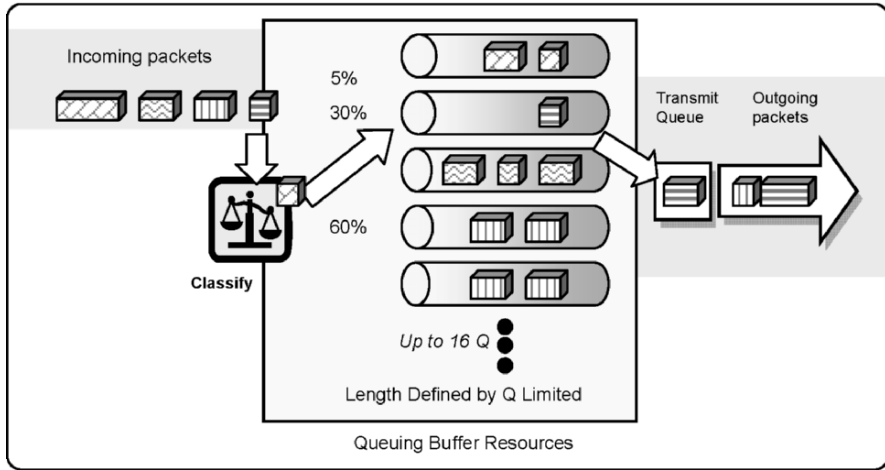 Incoming packets
5%
30%
60%
Classify
Transmit
Queue
Outgoing
packets
Up to 16 Q
Length Defined by Q Limited
Queuing Buffer Resources